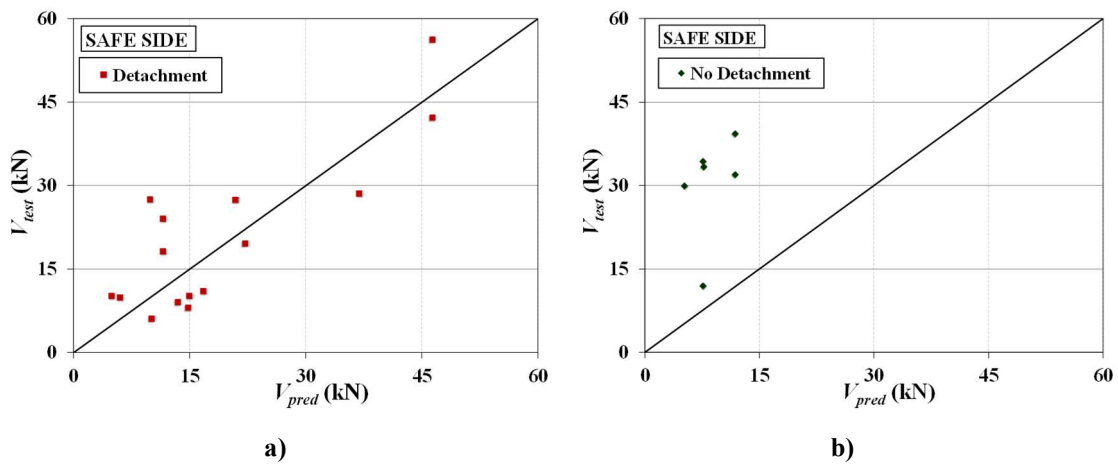 60
SAFE SIDE
Detachment
45
30
15
0
V_test (kN)
0 15 30 45 60
V_pred (kN)
a)
60
SAFE SIDE
No Detachment
45
30
15
0
V_test (kN)
0 15 30 45 60
V_pred (kN)
b)